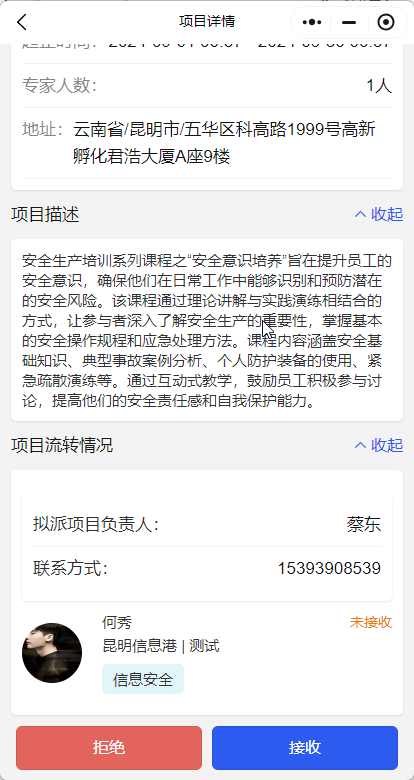 项目详情
专家人数： 1人
地址： 云南省/昆明市/五华区科高路1999号高新
孵化君浩大厦A座9楼
项目描述 收起
安全生产培训系列课程之“安全意识培养”旨在提升员工的
安全意识，确保他们在日常工作中能够识别和预防潜在
的安全风险。该课程通过理论讲解与实践演练相结合的
方式，让参与者深入了解安全生产的重要性，掌握基本
的安全操作规程和应急处理方法。课程内容涵盖安全基
础知识、典型事故案例分析、个人防护装备的使用、紧
急疏散演练等。通过互动式教学，鼓励员工积极参与讨
论，提高他们的安全责任感和自我保护能力。
项目流转情况 收起
拟派项目负责人： 蔡东
联系方式： 15393908539
何秀 未接收
昆明信息港 | 测试
信息安全
拒绝 接收